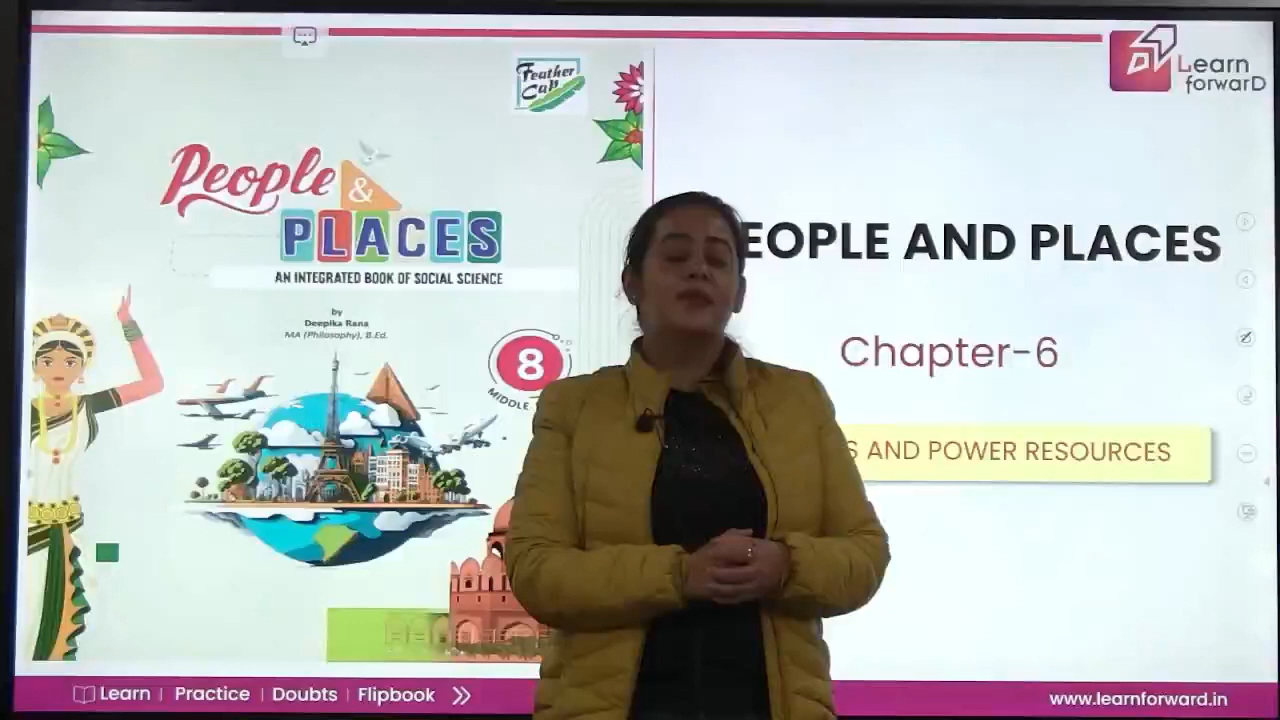 Feather
Learn
forwarD
People &
PLACES
AN INTEGRATED BOOK OF SOCIAL SCIENCE
by
Deepika Rana
MA (Philosophy), B.Ed.
8
MIDDLE
EOPLE AND PLACES
Chapter-6
S AND POWER RESOURCES
Learn | Practice | Doubts | Flipbook
www.learnforward.in